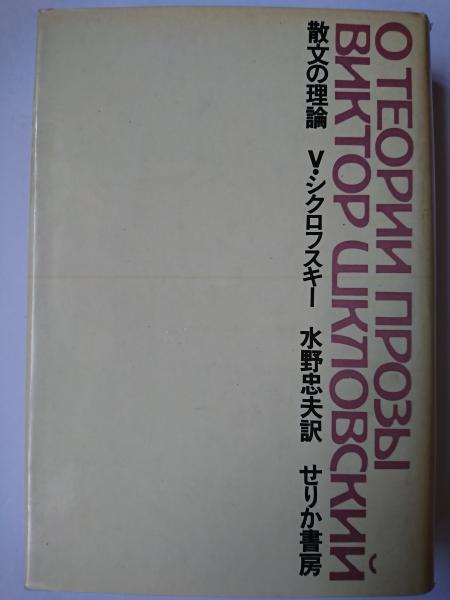 О ТЕОРИИ ПРОЗЫ
ВИКТОР ШКЛОВСКИЙ
散文の理論 V・シクロフスキー 水野忠夫訳 せりか書房